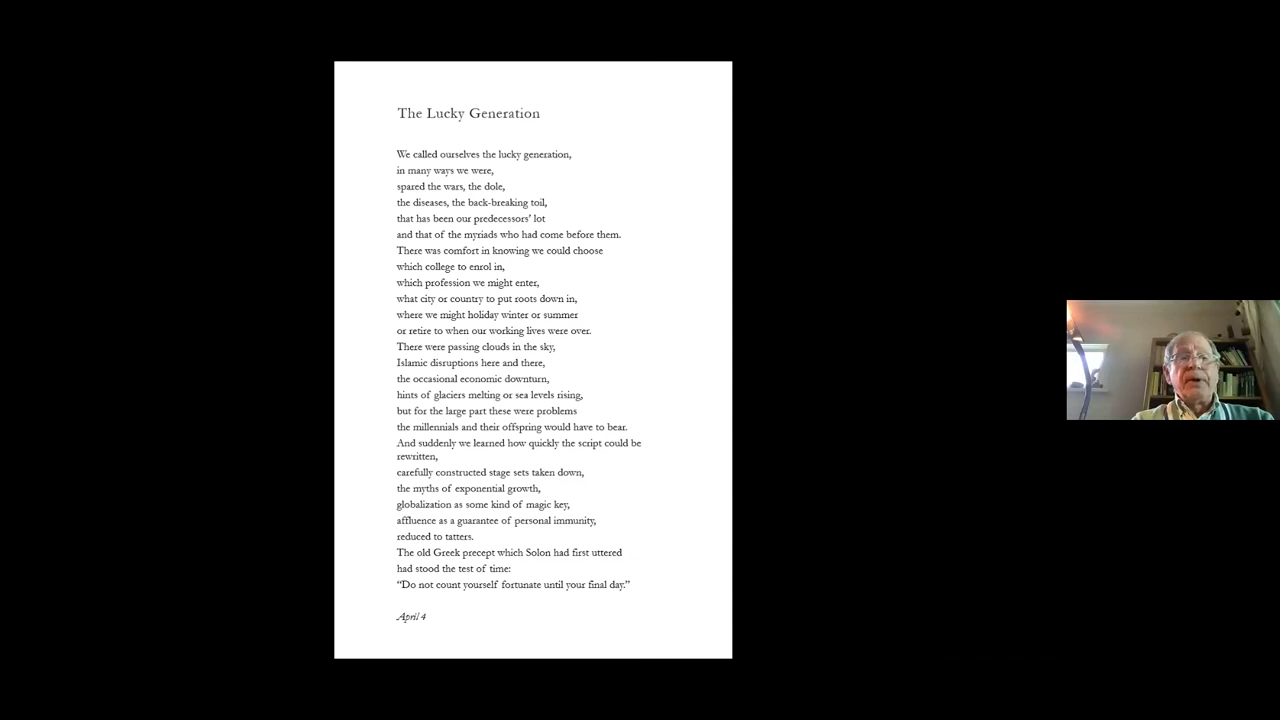 The Lucky Generation
We called ourselves the lucky generation,
in many ways we were,
spared the wars, the dole,
the diseases, the back-breaking toil,
that has been our predecessors’ lot
and that of the myriads who had come before them.
There was comfort in knowing we could choose
which college to enrol in,
which profession we might enter,
what city or country to put roots down in,
where we might holiday winter or summer
or retire to when our working lives were over.
There were passing clouds in the sky,
Islamic disruptions here and there,
the occasional economic downturn,
hints of glaciers melting or sea levels rising,
but for the large part these were problems
the millennials and their offspring would have to bear.
And suddenly we learned how quickly the script could be
rewritten,
carefully constructed stage sets taken down,
the myths of exponential growth,
globalization as some kind of magic key,
affluence as a guarantee of personal immunity,
reduced to tatters.
The old Greek precept which Solon had first uttered
had stood the test of time:
“Do not count yourself fortunate until your final day.”
April 4